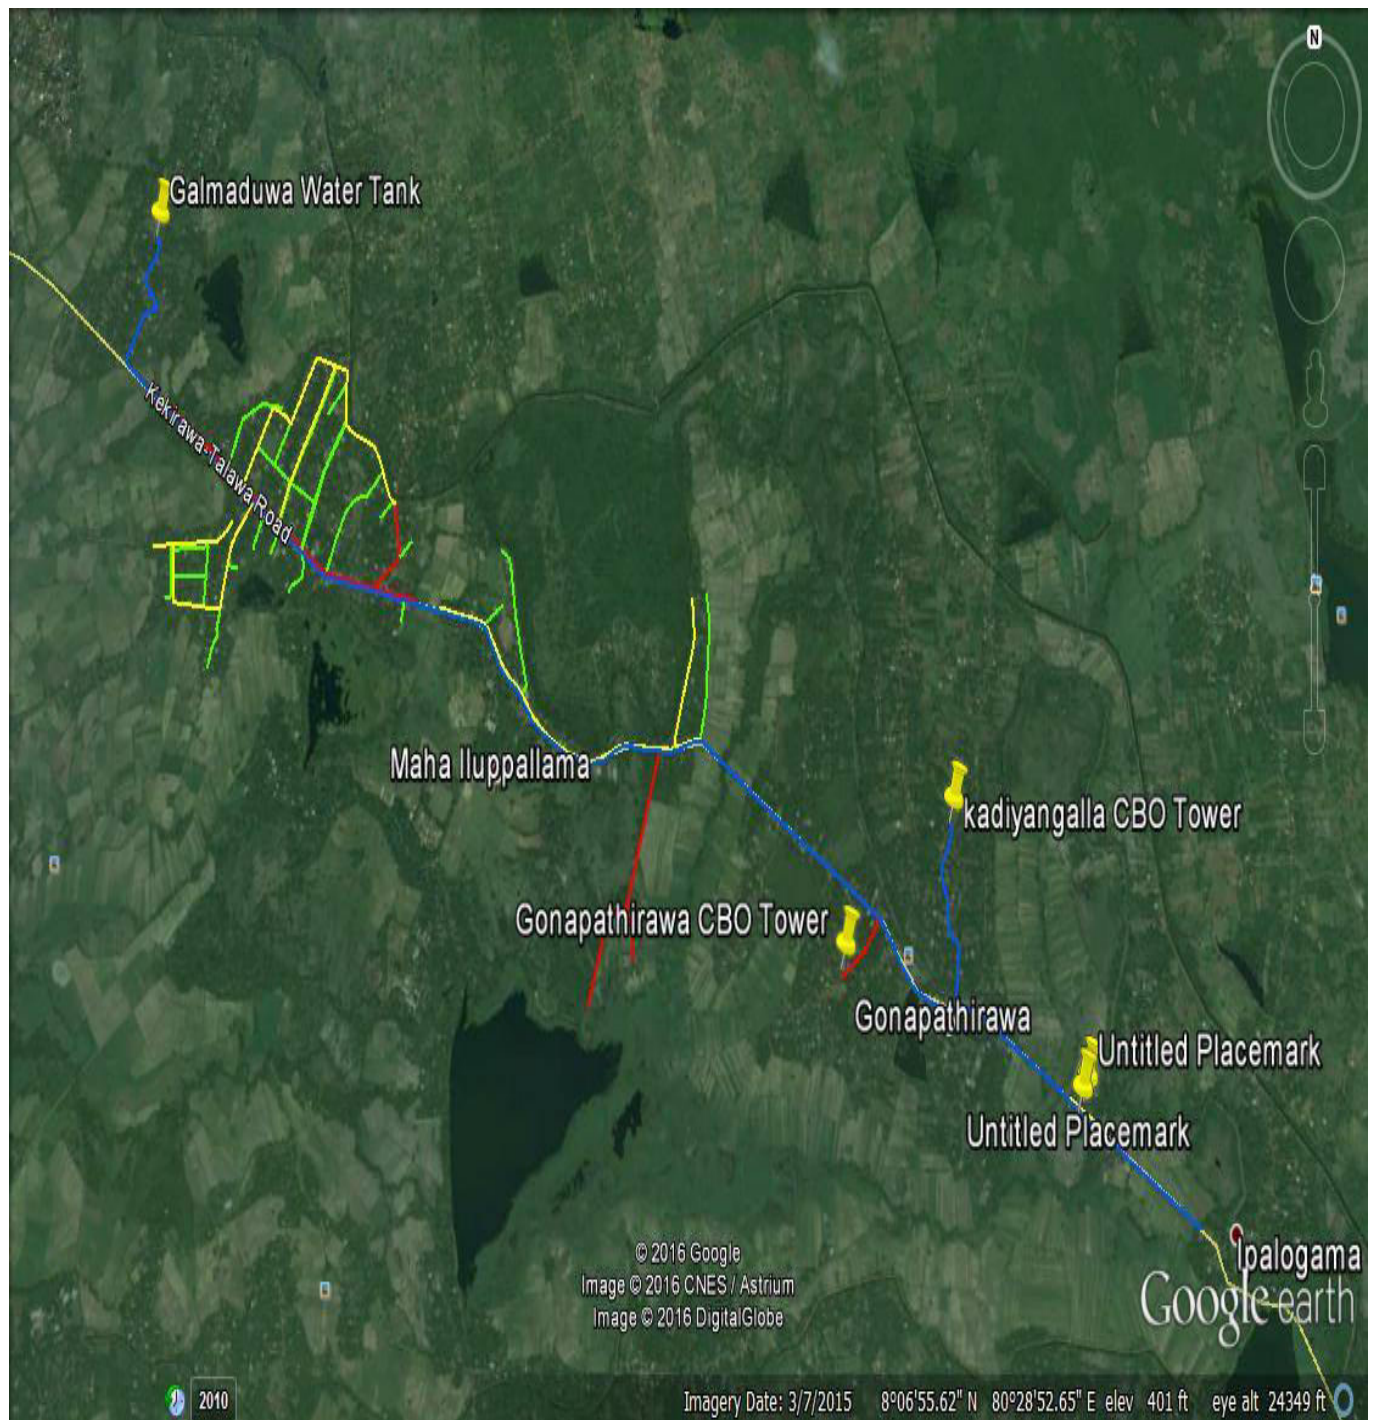 N
Galmaduwa Water Tank
Kekirawa-Talawa Road
Maha Iluppallama
kadiyangalla CBO Tower
Gonapathirawa CBO Tower
Gonapathirawa
Untitled Placemark
Untitled Placemark
Ipalogama
© 2016 Google
Image © 2016 CNES / Astrium
Image © 2016 DigitalGlobe
Google earth
2010
Imagery Date: 3/7/2015 8°06'55.62" N 80°28'52.65" E elev 401 ft eye alt 24349 ft